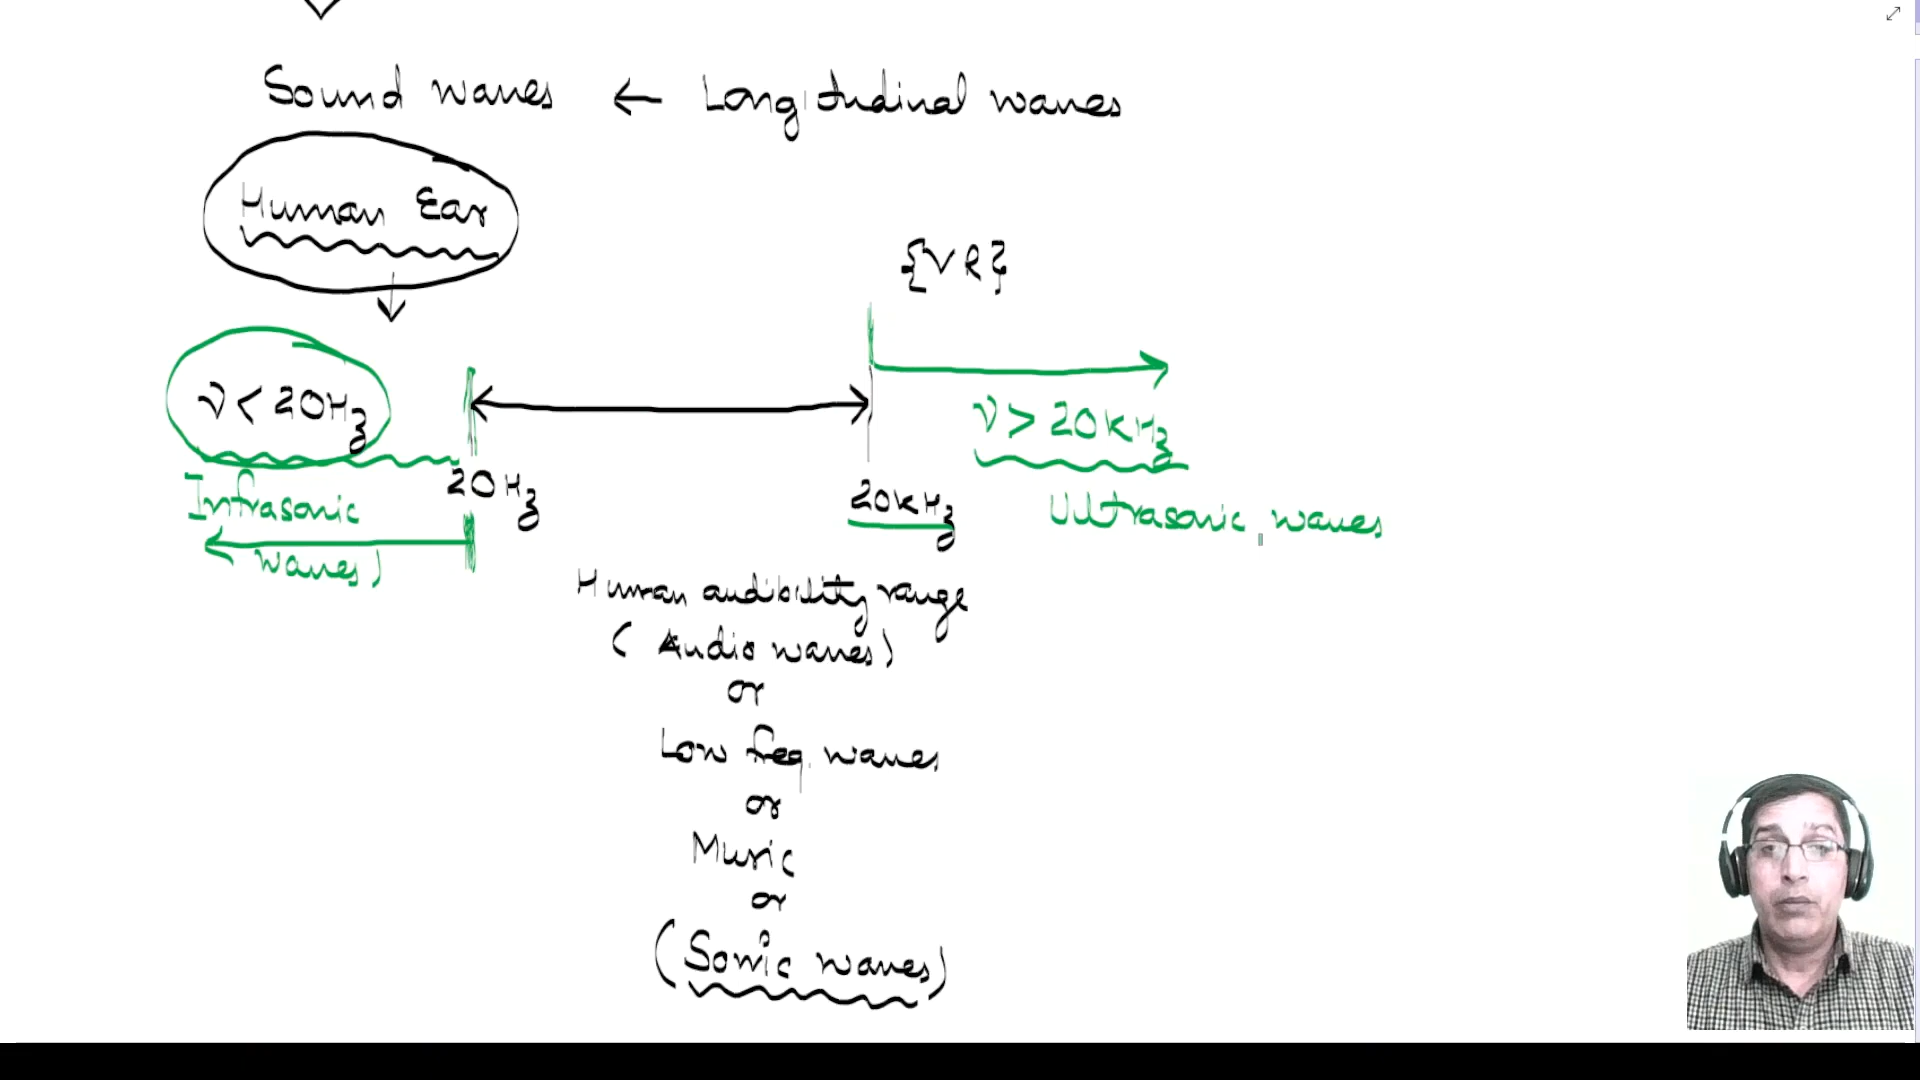 Sound waves ← Longitudinal waves
Human Ear
{VR}
ν < 20Hz
ν > 20KHz
20Hz
20KHz
Infrasonic
waves)
Ultrasonic waves
Human audibility range
(Audio waves)
or
Low freq. waves
or
Music
or
(Sonic waves)